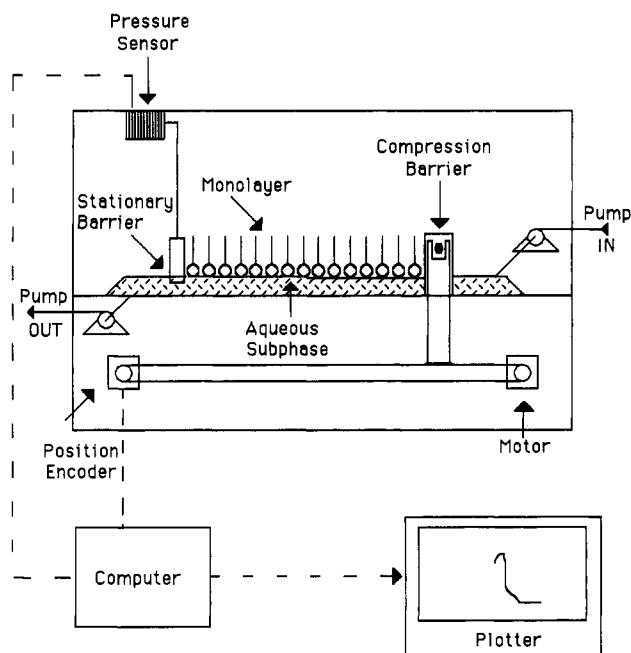 Pressure
Sensor
Compression
Barrier
Monolayer
Stationary
Barrier
Pump
IN
Pump
OUT
Aqueous
Subphase
Position
Encoder
Motor
Computer
Plotter